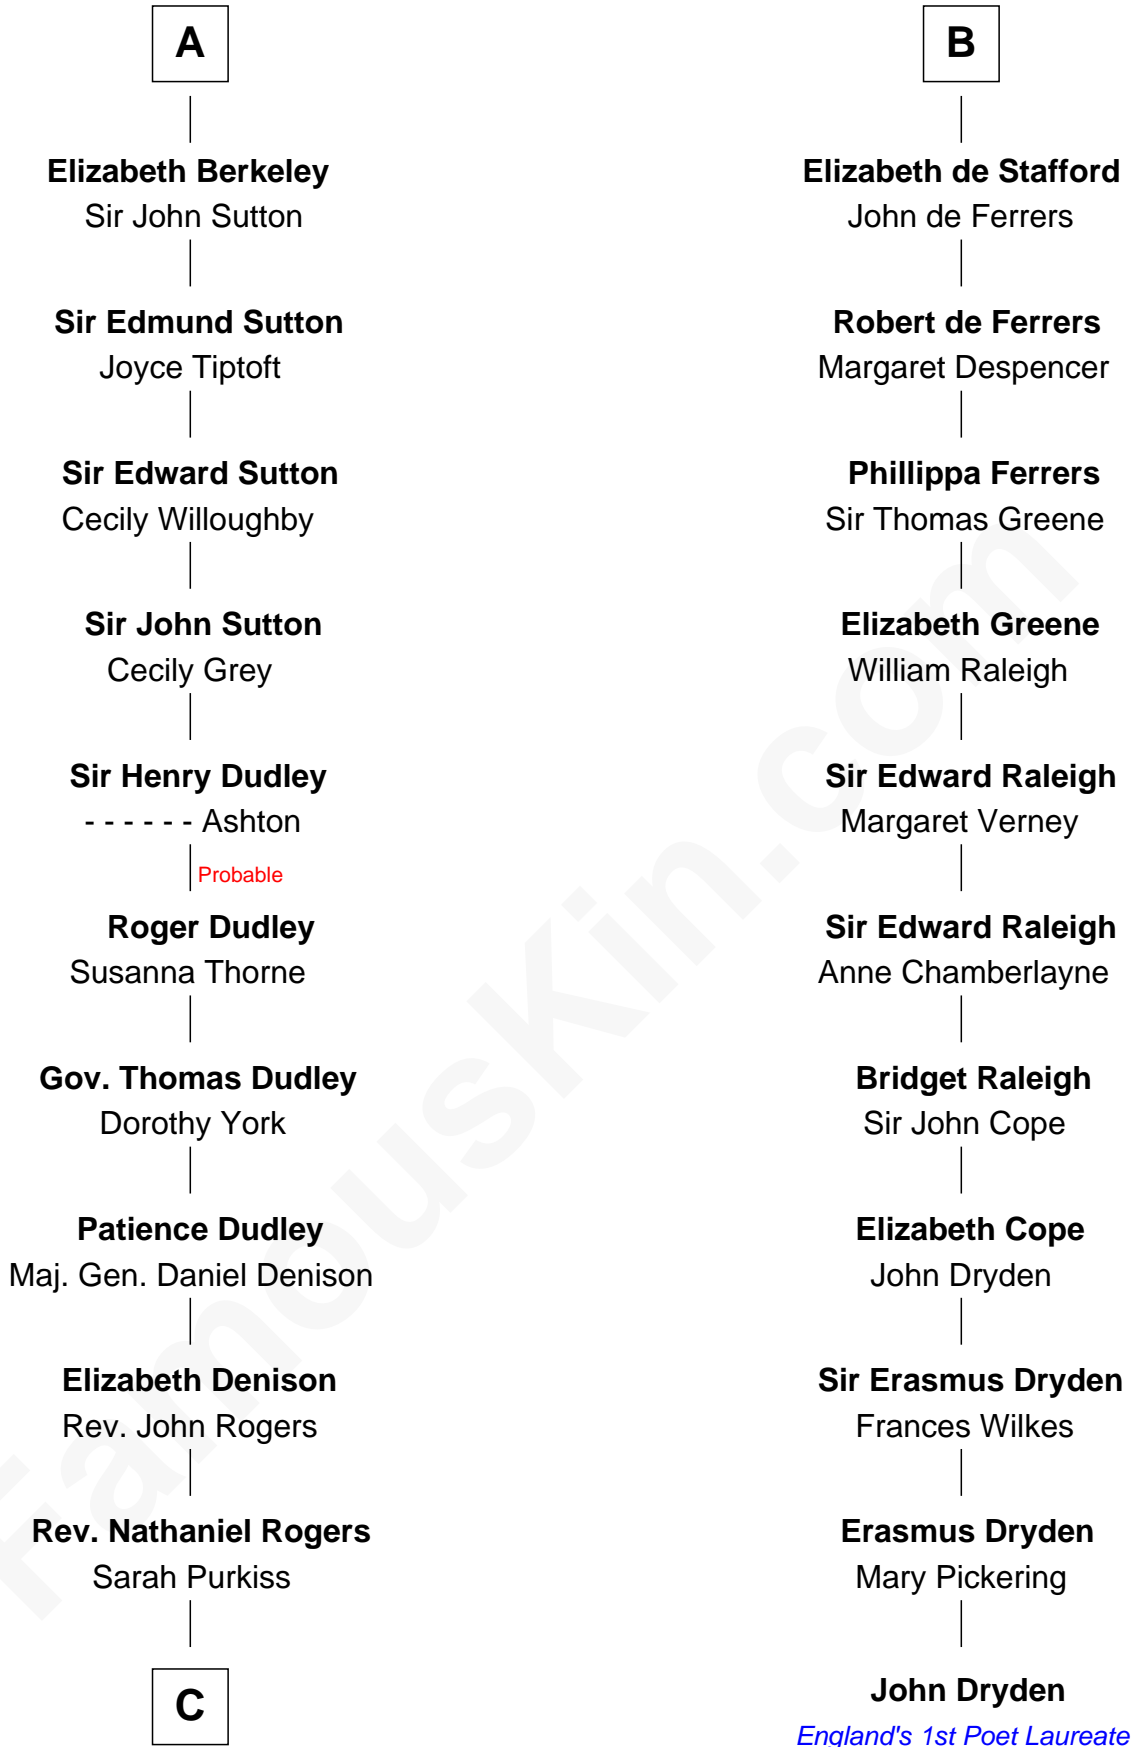 A
Elizabeth Berkeley
Sir John Sutton
Sir Edmund Sutton
Joyce Tiptoft
Sir Edward Sutton
Cecily Willoughby
Sir John Sutton
Cecily Grey
Sir Henry Dudley
- - - - - - Ashton
Probable
Roger Dudley
Susanna Thorne
Gov. Thomas Dudley
Dorothy York
Patience Dudley
Maj. Gen. Daniel Denison
Elizabeth Denison
Rev. John Rogers
Rev. Nathaniel Rogers
Sarah Purkiss
C
B
Elizabeth de Stafford
John de Ferrers
Robert de Ferrers
Margaret Despencer
Phillippa Ferrers
Sir Thomas Greene
Elizabeth Greene
William Raleigh
Sir Edward Raleigh
Margaret Verney
Sir Edward Raleigh
Anne Chamberlayne
Bridget Raleigh
Sir John Cope
Elizabeth Cope
John Dryden
Sir Erasmus Dryden
Frances Wilkes
Erasmus Dryden
Mary Pickering
John Dryden
England's 1st Poet Laureate
FamousKin.com